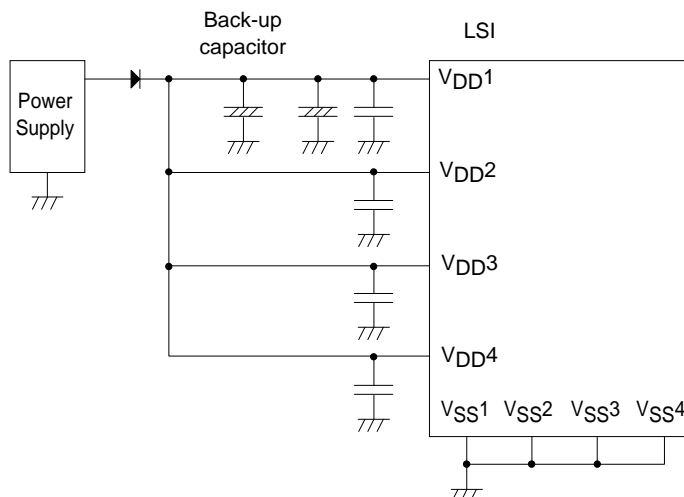 Back-up
capacitor
LSI
Power
Supply
VDD1
VDD2
VDD3
VDD4
VSS1 VSS2 VSS3 VSS4